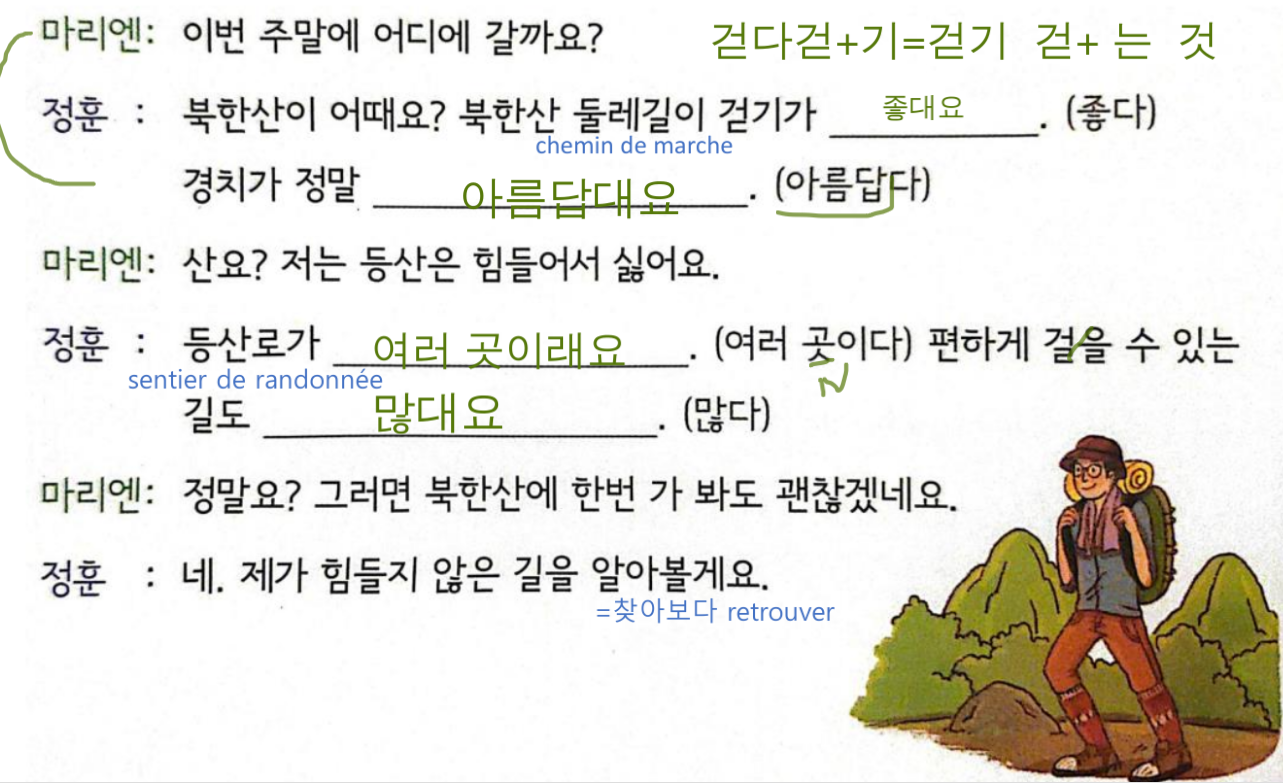 마리엔: 이번 주말에 어디에 갈까요?
걷다걷+기=걷기 걷+ 는 것
정훈 : 북한산이 어때요? 북한산 둘레길이 걷기가 좋대요. (좋다)
chemin de marche
경치가 정말 아름답대요. (아름답다)
마리엔: 산요? 저는 등산은 힘들어서 싫어요.
정훈 : 등산로가 여러 곳이래요. (여러 곳이다) 편하게 걸을 수 있는
sentier de randonnée
길도 많대요. (많다)
마리엔: 정말요? 그러면 북한산에 한번 가 봐도 괜찮겠네요.
정훈 : 네. 제가 힘들지 않은 길을 알아볼게요.
=찾아보다 retrouver